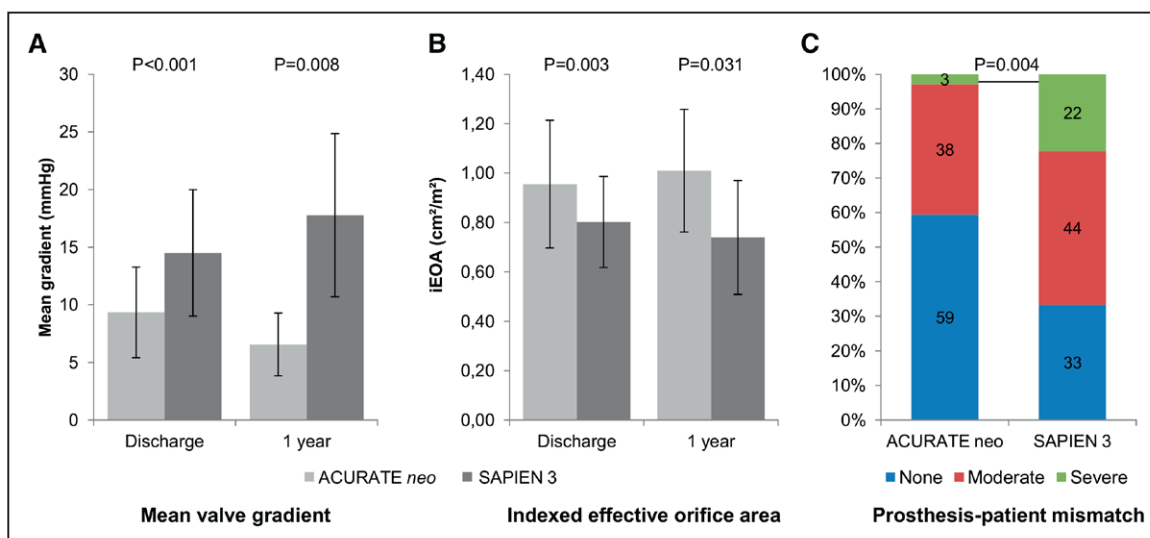 A
P<0.001
P=0.008
30
25
20
15
10
5
0
Mean gradient (mmHg)
Discharge
1 year
B
P=0.003
P=0.031
1,40
1,20
1,00
0,80
0,60
0,40
0,20
0,00
iEOA (cm²/m²)
Discharge
1 year
ACURATE neo
SAPIEN 3
Mean valve gradient
Indexed effective orifice area
C
P=0.004
100%
90%
80%
70%
60%
50%
40%
30%
20%
10%
0%
3
38
59
22
44
33
ACURATE neo
SAPIEN 3
None
Moderate
Severe
Prosthesis-patient mismatch